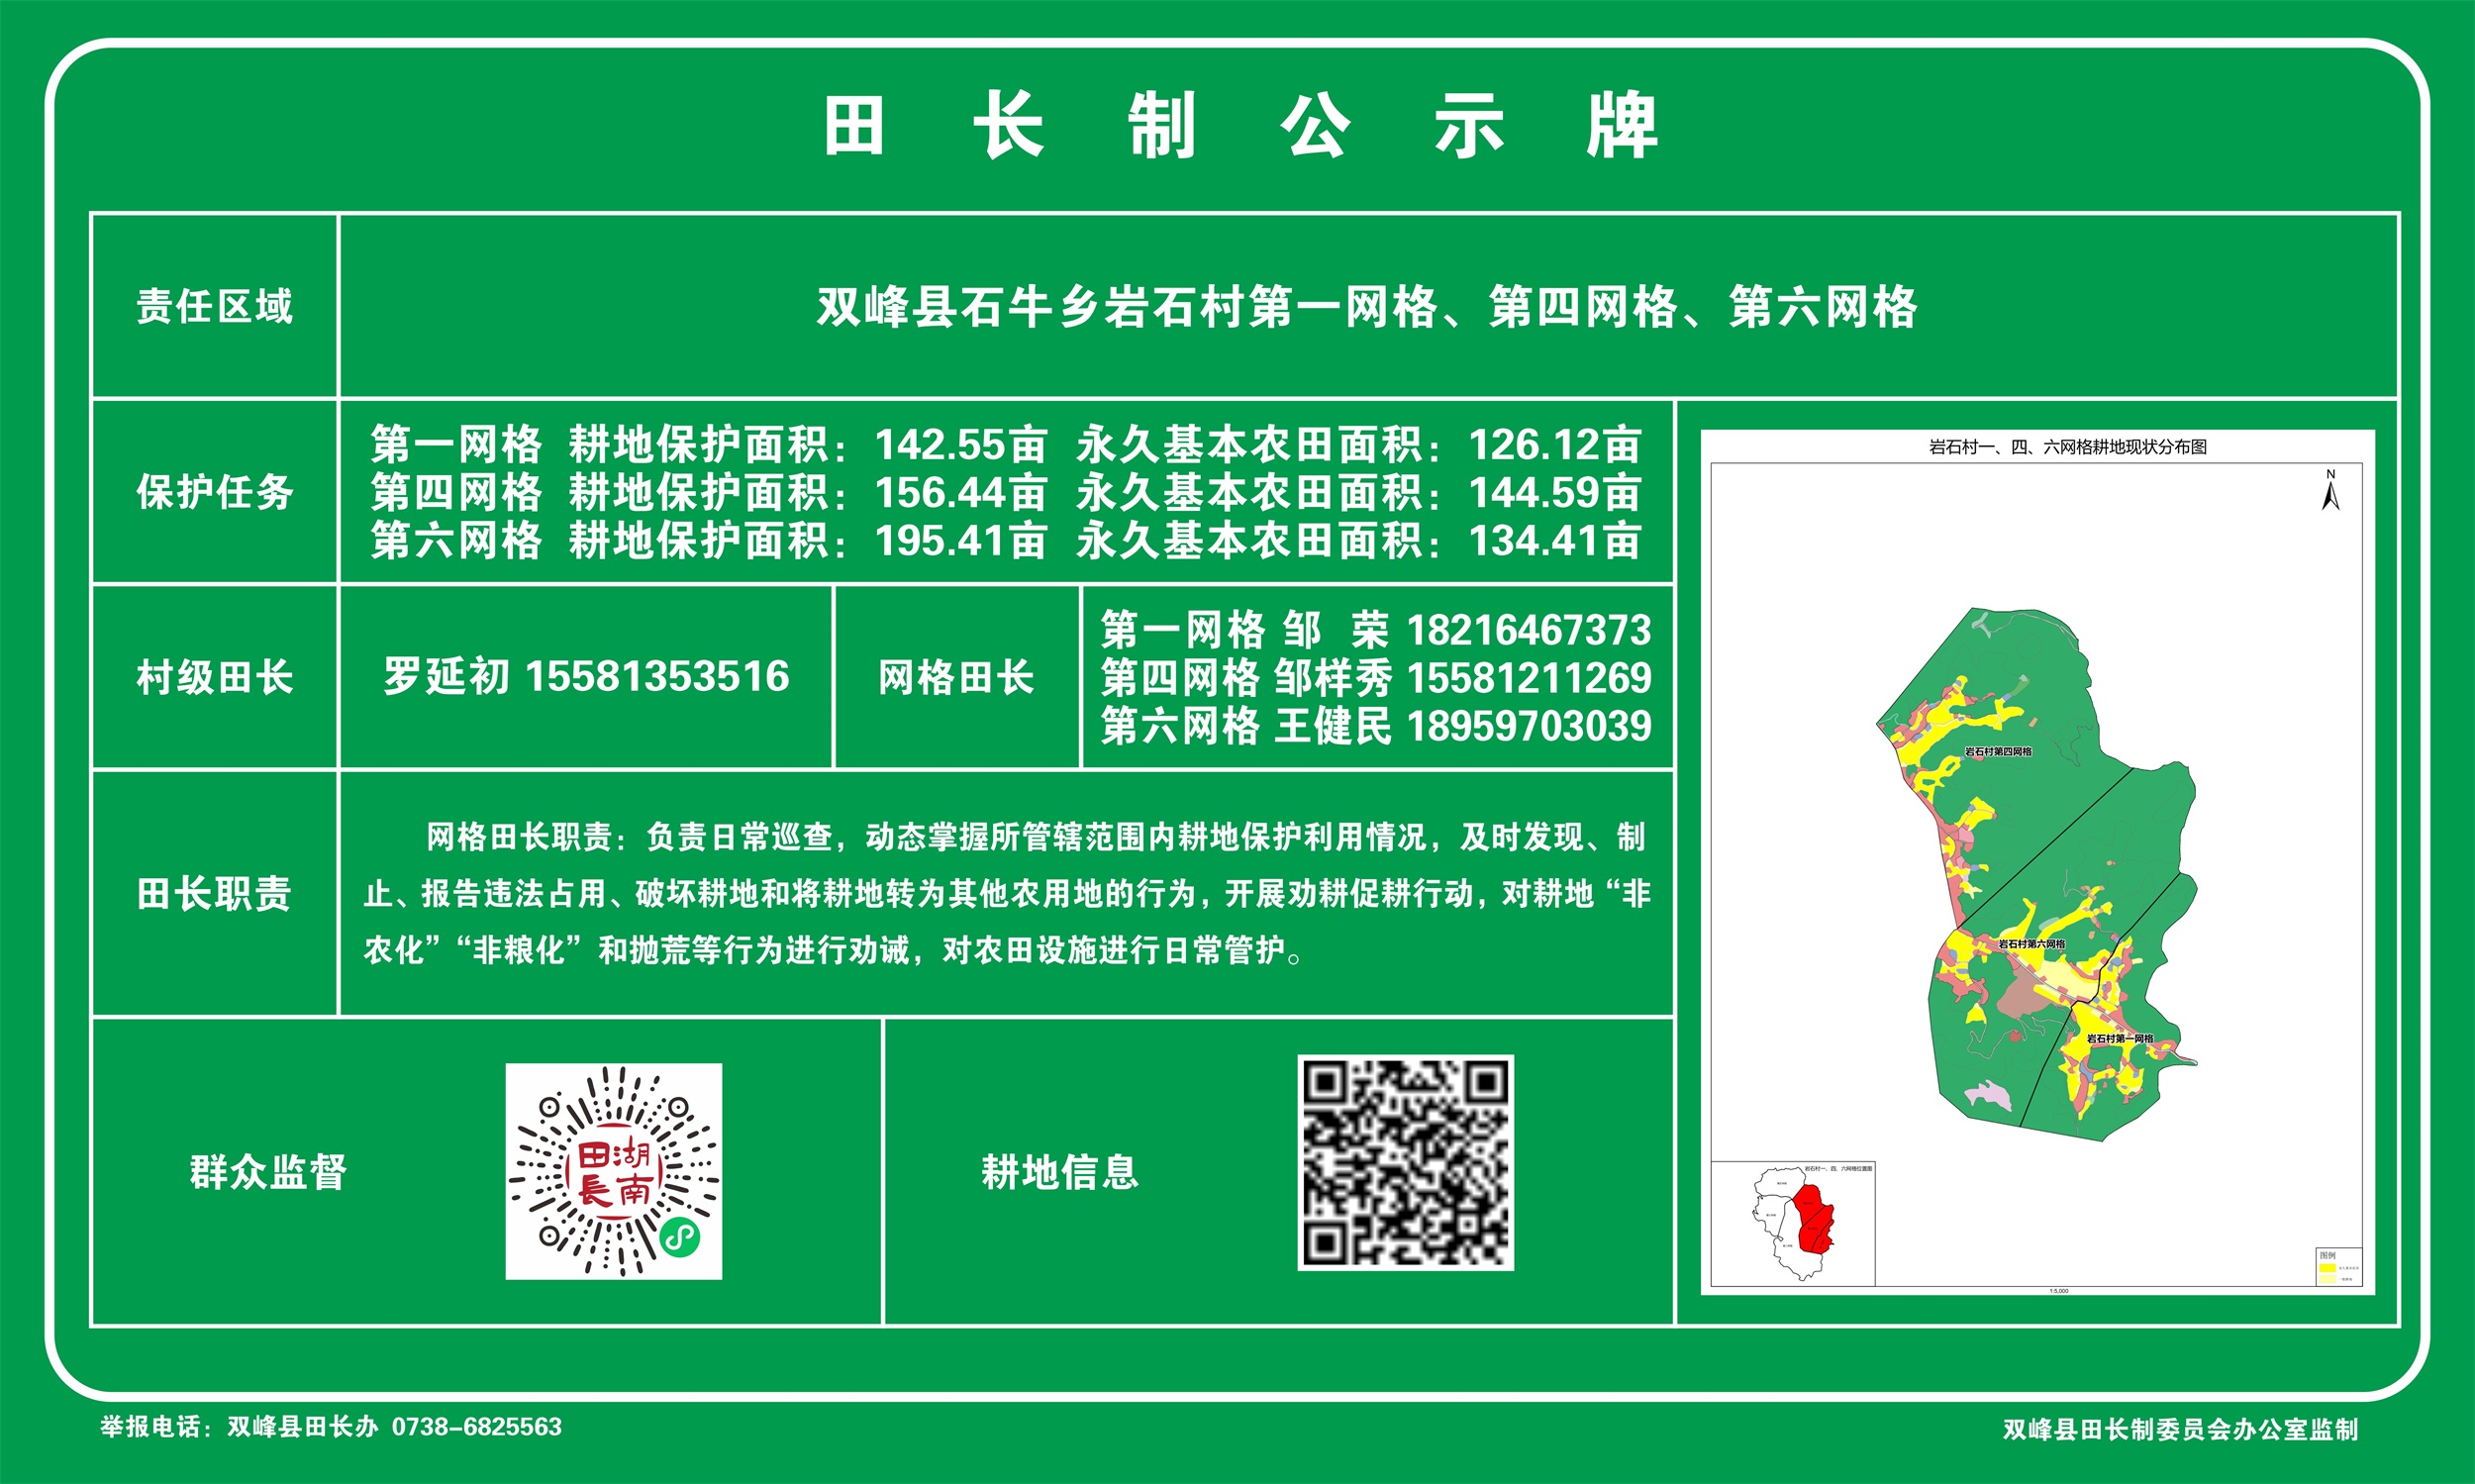 田长制公示牌
责任区域
双峰县石牛乡岩石村第一网格、第四网格、第六网格
保护任务
第一网格 耕地保护面积：142.55亩 永久基本农田面积：126.12亩
第四网格 耕地保护面积：156.44亩 永久基本农田面积：144.59亩
第六网格 耕地保护面积：195.41亩 永久基本农田面积：134.41亩
村级田长
罗延初 15581353516
网格田长
第一网格 邹 荣 18216467373
第四网格 邹样秀 15581211269
第六网格 王健民 18959703039
田长职责
网格田长职责：负责日常巡查，动态掌握所管辖范围内耕地保护利用情况，及时发现、制
止、报告违法占用、破坏耕地和将耕地转为其他农用地的行为，开展劝耕促耕行动，对耕地“非
农化”“非粮化”和抛荒等行为进行劝诫，对农田设施进行日常管护。
群众监督
田湖
長南
耕地信息
岩石村一、四、六网格耕地现状分布图
N
岩石村第四网格
岩石村第六网格
岩石村第一网格
岩石村一、四、六网格位置图
图例
1:5,000
举报电话：双峰县田长办 0738-6825563
双峰县田长制委员会办公室监制